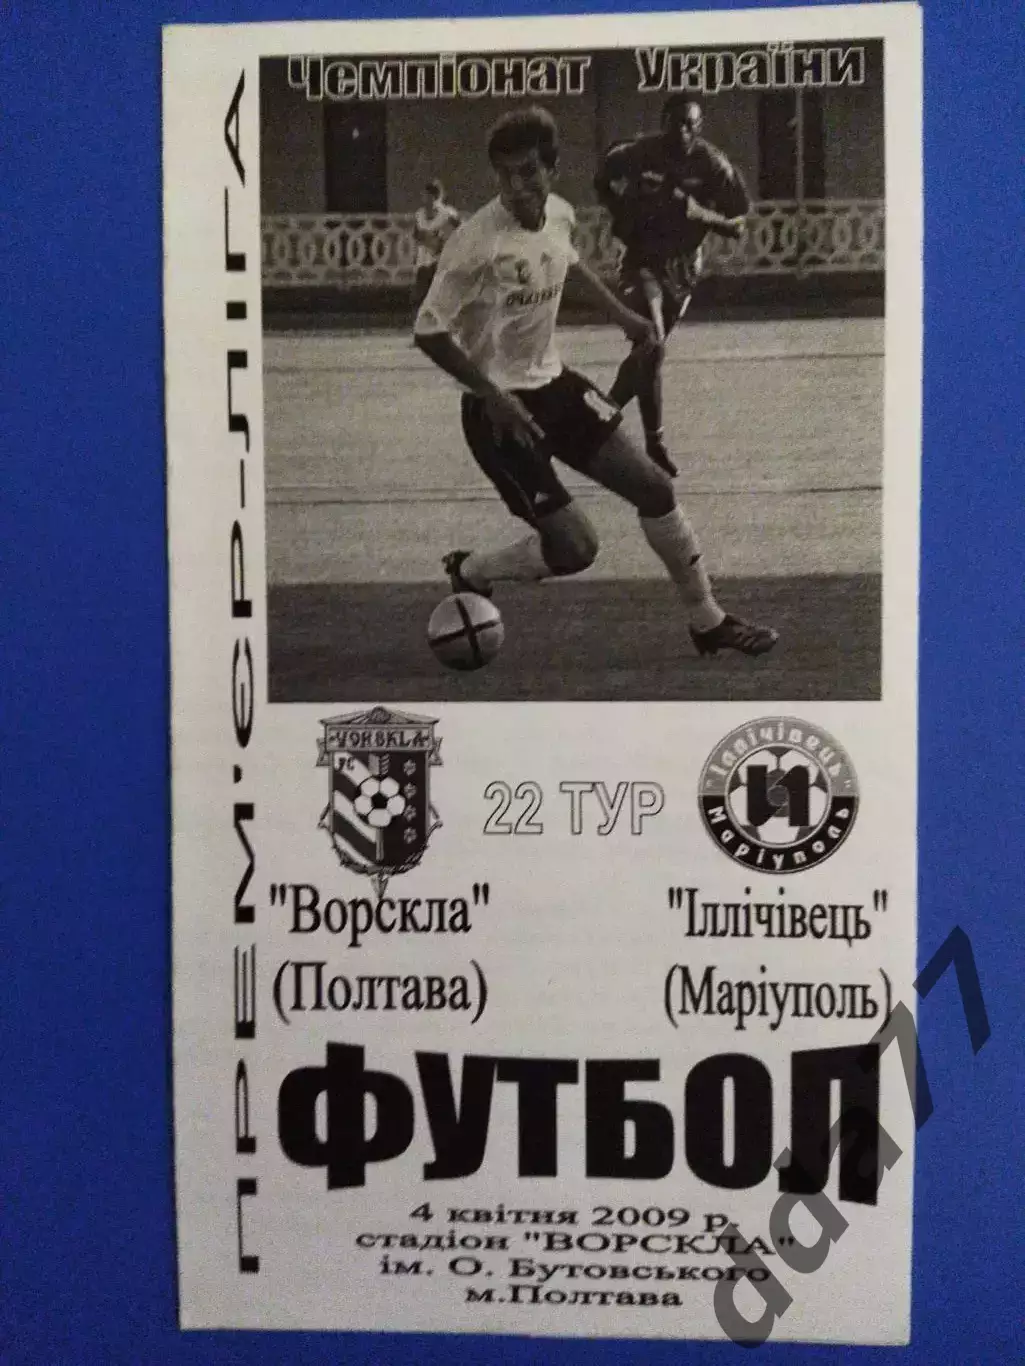 Чемпіонат України
ПРЕМ'ЄР-ЛІГА
VORSKLA
FC
22 ТУР
"Іллічівець"
Маріуполь
"Ворскла"
(Полтава)
"Іллічівець"
(Маріуполь)
ФУТБОЛ
4 квітня 2009 р.
стадіон "ВОРСКЛА"
ім. О. Бутовського
м.Полтава
dda77